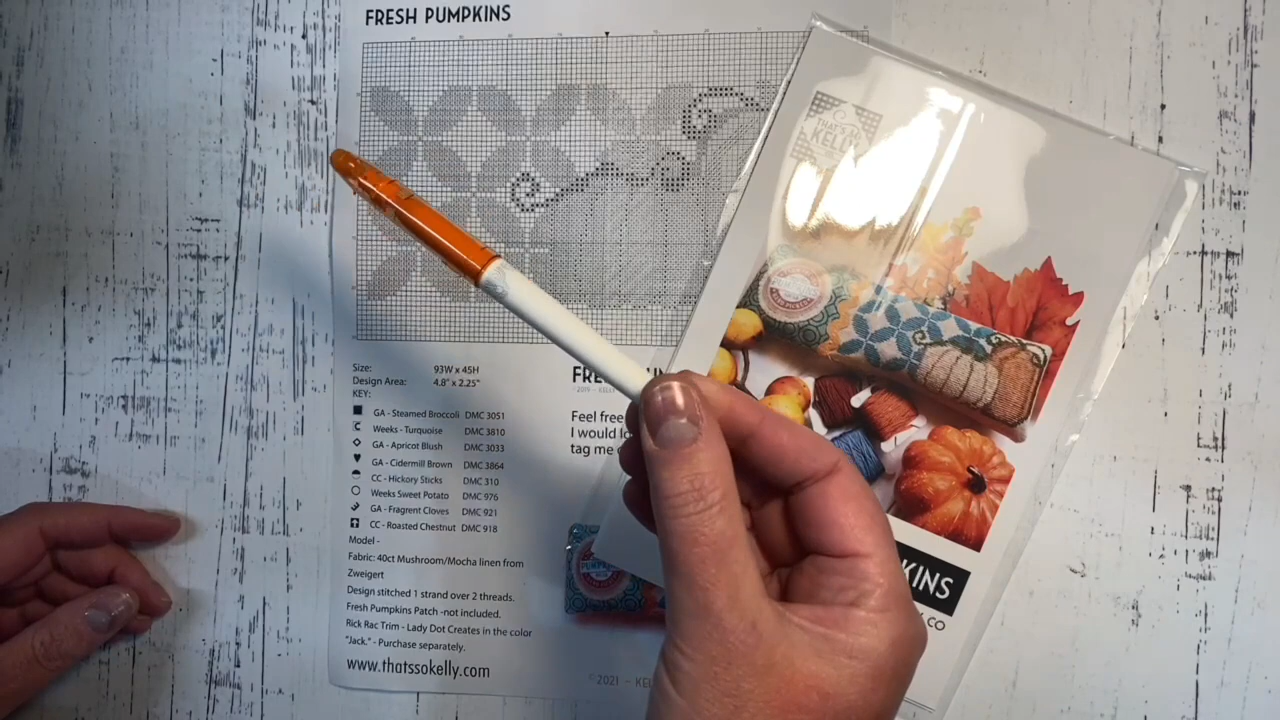 FRESH PUMPKINS
Size: 93W x 45H
Design Area: 4.8" x 2.25"
KEY:
GA - Steamed Broccoli DMC 3051
Weeks - Turquoise DMC 3810
GA - Apricot Blush DMC 3033
GA - Cidermill Brown DMC 3864
CC - Hickory Sticks DMC 310
Weeks Sweet Potato DMC 976
GA - Fragrent Cloves DMC 921
CC - Roasted Chestnut DMC 918
Model -
Fabric: 40ct Mushroom/Mocha linen from
Zweigert
Design stitched 1 strand over 2 threads.
Fresh Pumpkins Patch -not included.
Rick Rac Trim - Lady Dot Creates in the color
"Jack." - Purchase separately.
www.thatssokelly.com
Feel free
I would
tag me
© 2021 -
THAT'S SO
KELLY
KINS
CO